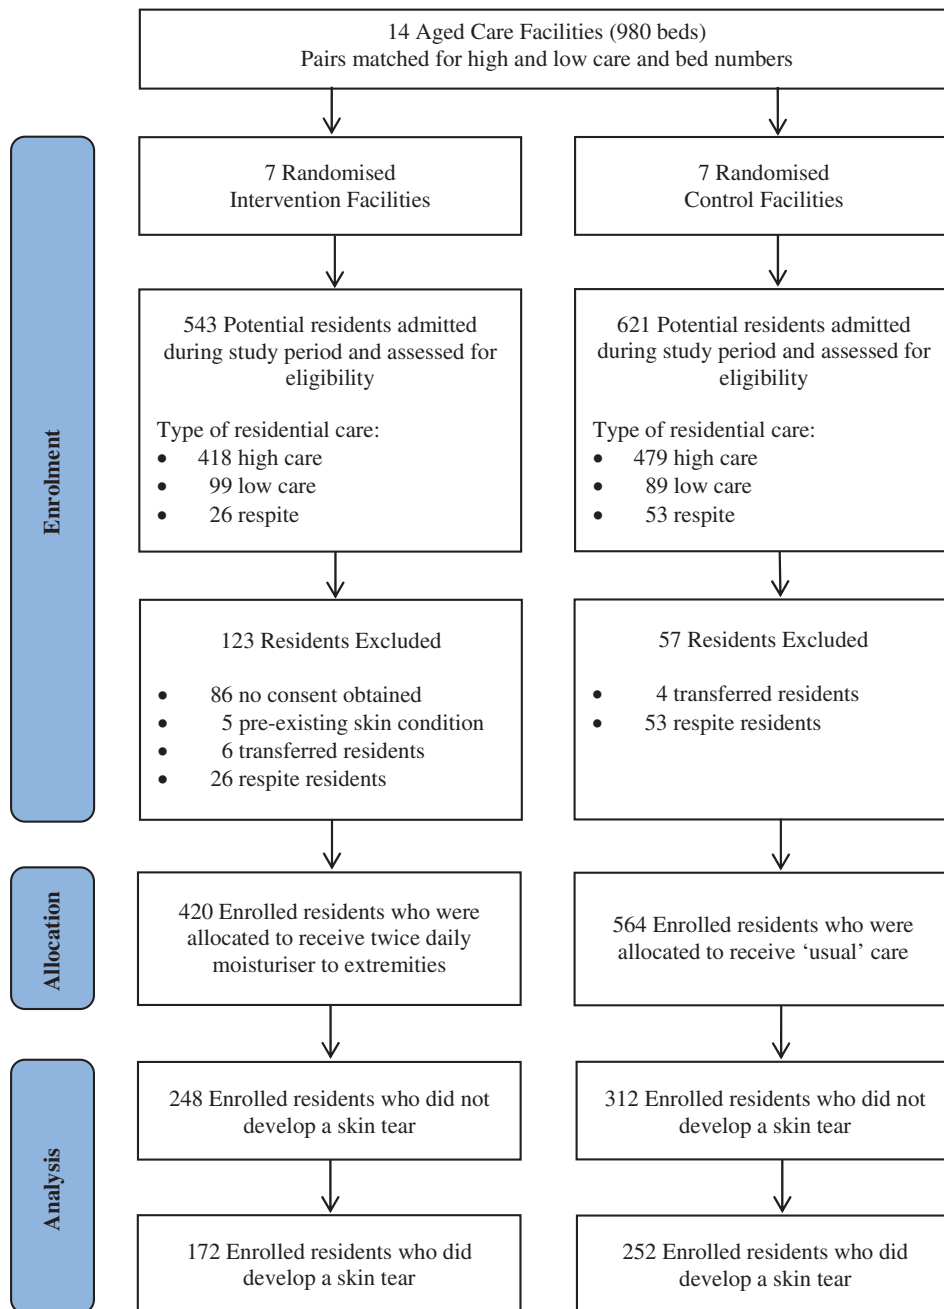 14 Aged Care Facilities (980 beds)
Pairs matched for high and low care and bed numbers
Enrolment
7 Randomised
Intervention Facilities
7 Randomised
Control Facilities
543 Potential residents admitted
during study period and assessed for
eligibility
Type of residential care:
• 418 high care
• 99 low care
• 26 respite
621 Potential residents admitted
during study period and assessed for
eligibility
Type of residential care:
• 479 high care
• 89 low care
• 53 respite
123 Residents Excluded
• 86 no consent obtained
• 5 pre-existing skin condition
• 6 transferred residents
• 26 respite residents
57 Residents Excluded
• 4 transferred residents
• 53 respite residents
Allocation
420 Enrolled residents who were
allocated to receive twice daily
moisturiser to extremities
564 Enrolled residents who were
allocated to receive ‘usual’ care
Analysis
248 Enrolled residents who did not
develop a skin tear
312 Enrolled residents who did not
develop a skin tear
172 Enrolled residents who did
develop a skin tear
252 Enrolled residents who did
develop a skin tear